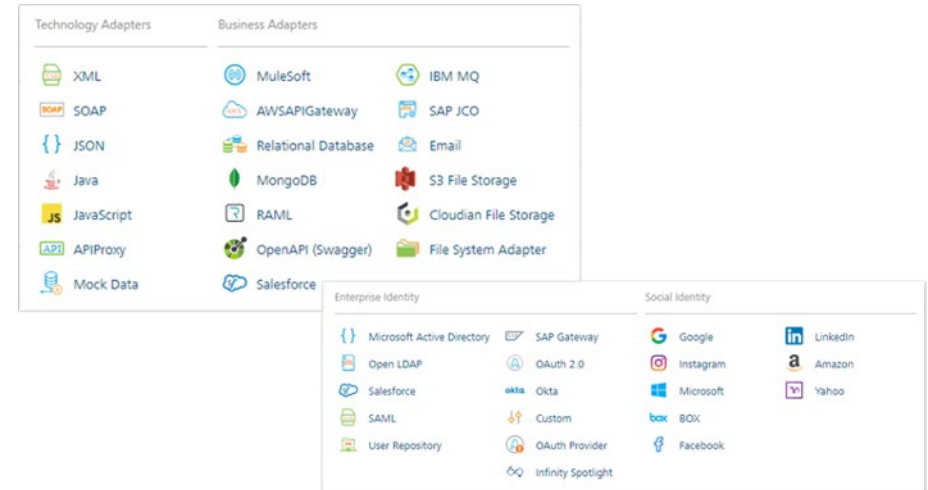 Technology Adapters
XML
SOAP SOAP
{ } JSON
Java
JS JavaScript
API APIProxy
Mock Data
Business Adapters
MuleSoft
AWSAPIGateway
Relational Database
MongoDB
R RAML
OpenAPI (Swagger)
Salesforce
IBM MQ
SAP JCO
Email
S3 File Storage
Cloudian File Storage
File System Adapter
Enterprise Identity
{ } Microsoft Active Directory
Open LDAP
Salesforce
SAML
User Repository
SAP Gateway
OAuth 2.0
okta Okta
Custom
OAuth Provider
Infinity Spotlight
Social Identity
G Google
Instagram
Microsoft
box BOX
f Facebook
in LinkedIn
a Amazon
Y! Yahoo